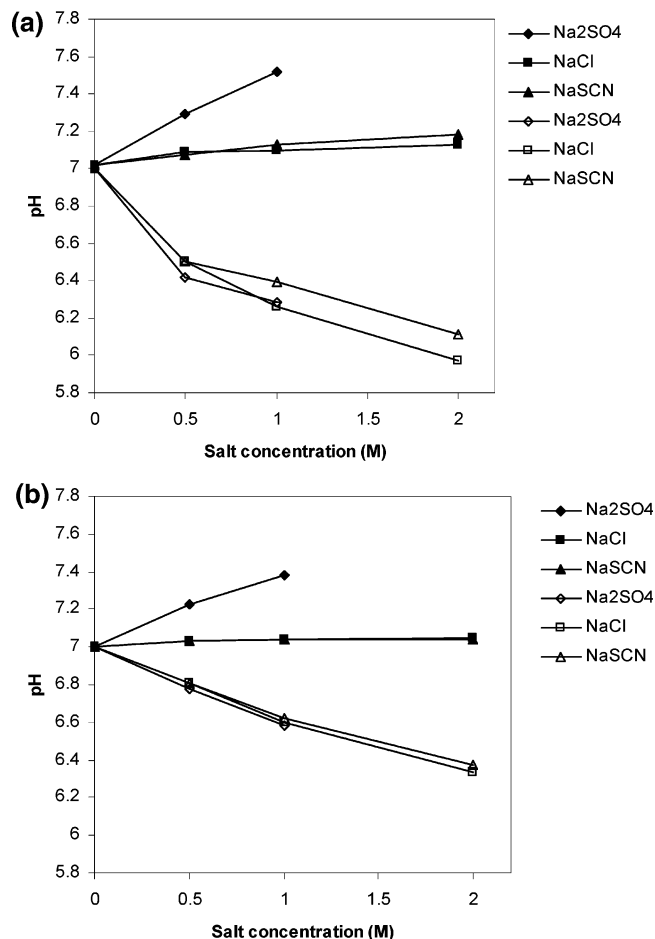 (a)
7.8
7.6
7.4
7.2
7
6.8
6.6
6.4
6.2
6
5.8
pH
0
0.5
1
1.5
2
Salt concentration (M)
Na2SO4
NaCl
NaSCN
Na2SO4
NaCl
NaSCN
(b)
7.8
7.6
7.4
7.2
7
6.8
6.6
6.4
6.2
6
5.8
pH
0
0.5
1
1.5
2
Salt concentration (M)
Na2SO4
NaCl
NaSCN
Na2SO4
NaCl
NaSCN